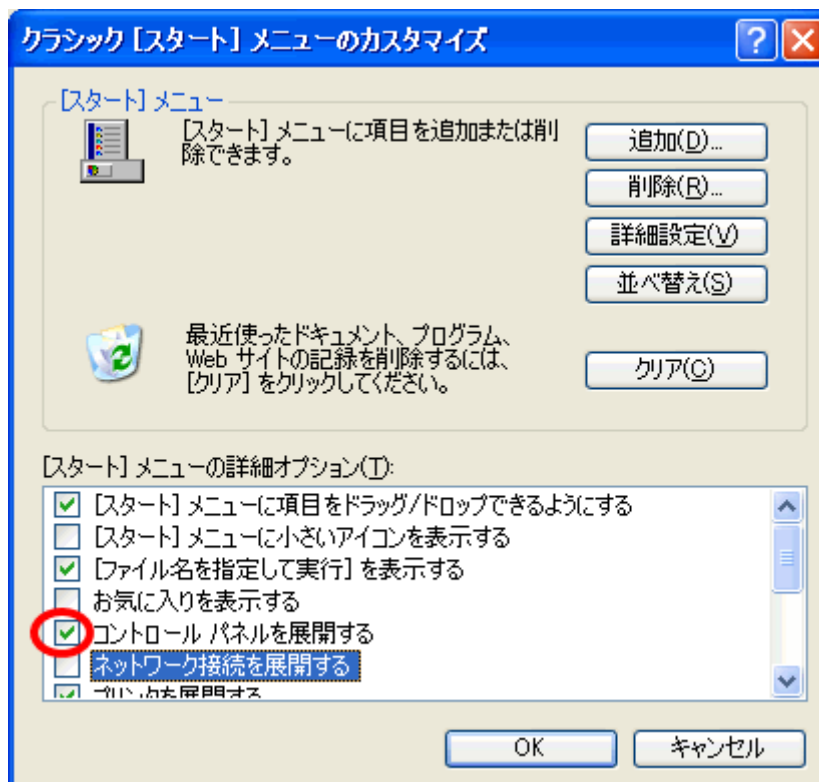 クラシック [スタート] メニューのカスタマイズ
[スタート] メニュー
[スタート] メニューに項目を追加または削
除できます。
追加(D)...
削除(R)...
詳細設定(V)
並べ替え(S)
最近使ったドキュメント、プログラム、
Web サイトの記録を削除するには、
[クリア] をクリックしてください。
クリア(C)
[スタート] メニューの詳細オプション(T):
[スタート] メニューに項目をドラッグ/ドロップできるようにする
[スタート] メニューに小さいアイコンを表示する
[ファイル名を指定して実行] を表示する
お気に入りを表示する
コントロール パネルを展開する
ネットワーク接続を展開する
プリンタを展開する
OK
キャンセル